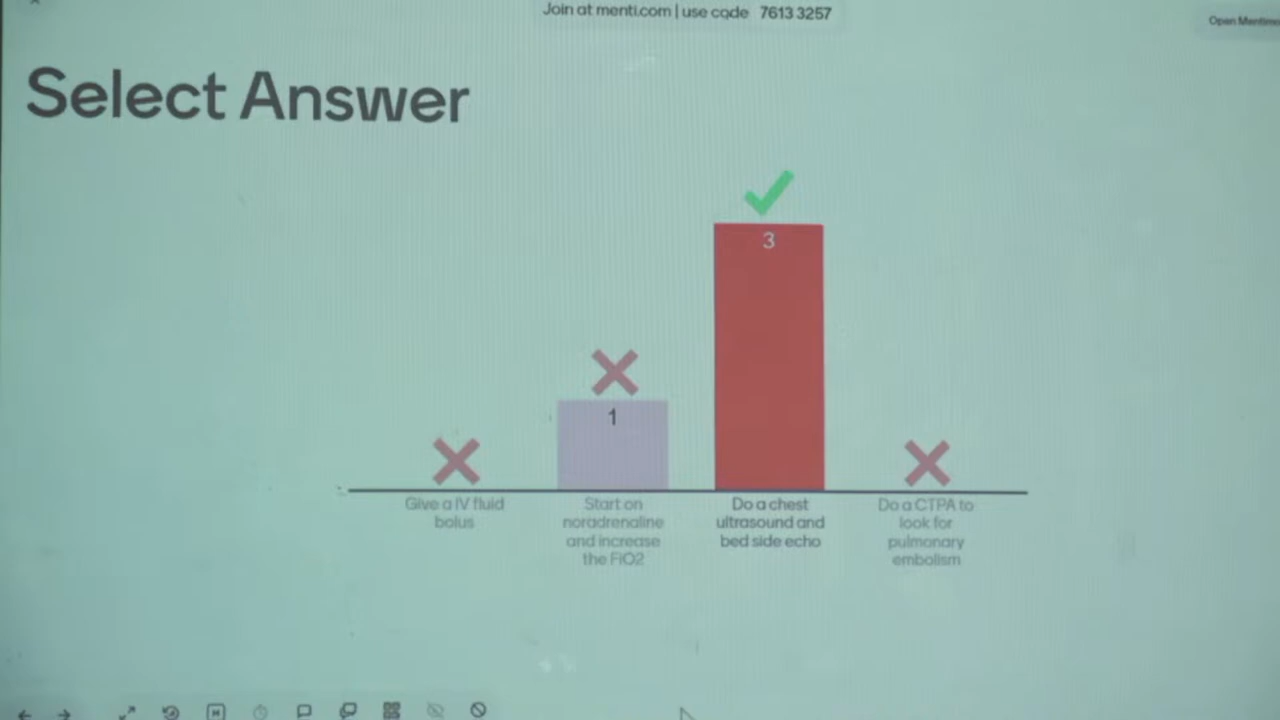 Join at menti.com | use code 7613 3257
Open
Select Answer
3
1
Give a IV fluid
bolus
Start on
noradrenaline
and increase
the FiO2
Do a chest
ultrasound and
bed side echo
Do a CTPA to
look for
pulmonary
embolism